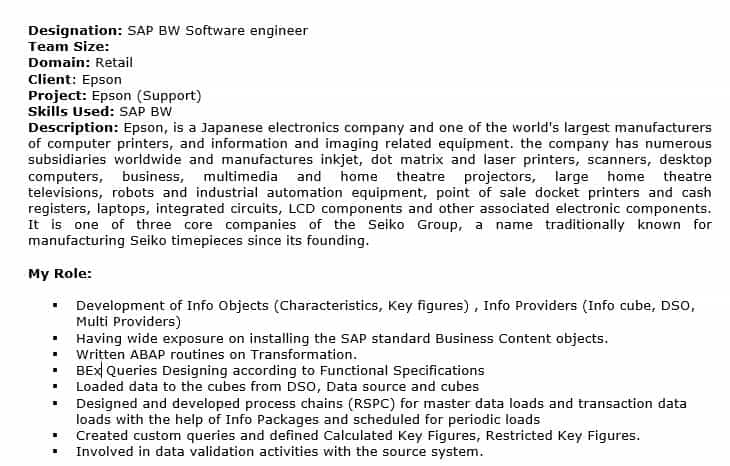 Designation: SAP BW Software engineer
Team Size:
Domain: Retail
Client: Epson
Project: Epson (Support)
Skills Used: SAP BW
Description: Epson, is a Japanese electronics company and one of the world's largest manufacturers
of computer printers, and information and imaging related equipment. the company has numerous
subsidiaries worldwide and manufactures inkjet, dot matrix and laser printers, scanners, desktop
computers, business, multimedia and home theatre projectors, large home theatre
televisions, robots and industrial automation equipment, point of sale docket printers and cash
registers, laptops, integrated circuits, LCD components and other associated electronic components.
It is one of three core companies of the Seiko Group, a name traditionally known for
manufacturing Seiko timepieces since its founding.
My Role:
▪ Development of Info Objects (Characteristics, Key figures) , Info Providers (Info cube, DSO,
Multi Providers)
▪ Having wide exposure on installing the SAP standard Business Content objects.
▪ Written ABAP routines on Transformation.
▪ BEx Queries Designing according to Functional Specifications
▪ Loaded data to the cubes from DSO, Data source and cubes
▪ Designed and developed process chains (RSPC) for master data loads and transaction data
loads with the help of Info Packages and scheduled for periodic loads
▪ Created custom queries and defined Calculated Key Figures, Restricted Key Figures.
▪ Involved in data validation activities with the source system.